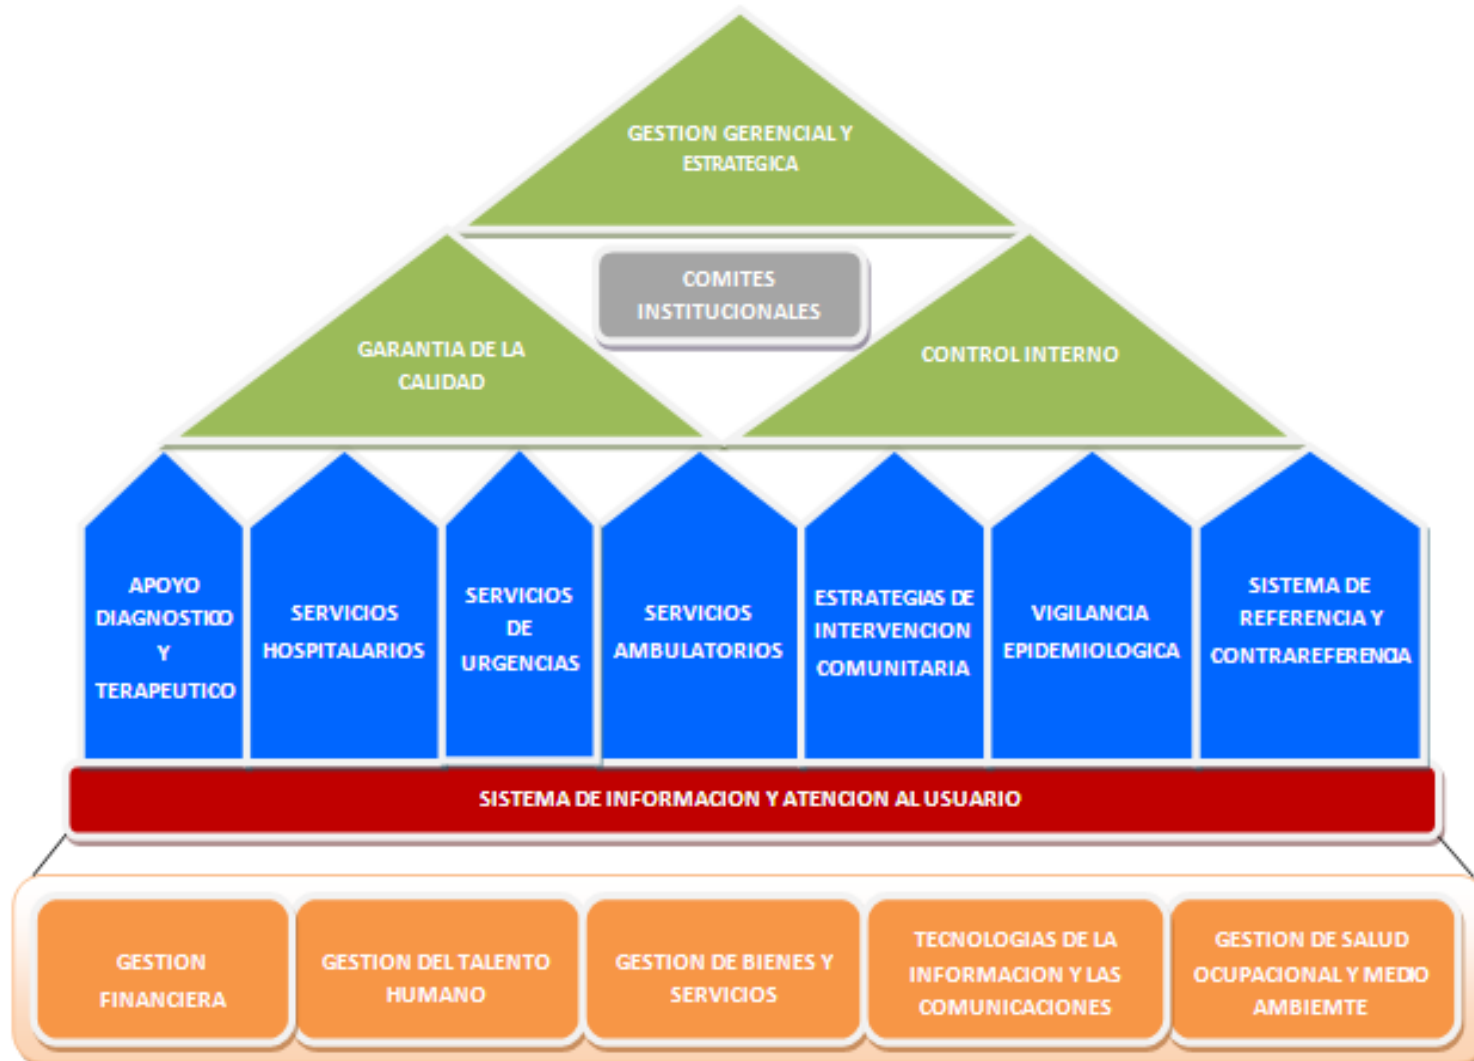 GESTION GERENCIAL Y
ESTRATEGICA
COMITES
INSTITUCIONALES
GARANTIA DE LA
CALIDAD
CONTROL INTERNO
APOYO
DIAGNOSTICO
Y
TERAPEUTICO
SERVICIOS
HOSPITALARIOS
SERVICIOS
DE
URGENCIAS
SERVICIOS
AMBULATORIOS
ESTRATEGIAS DE
INTERVENCION
COMUNITARIA
VIGILANCIA
EPIDEMIOLOGICA
SISTEMA DE
REFERENCIA Y
CONTRAREFERENCIA
SISTEMA DE INFORMACION Y ATENCION AL USUARIO
GESTION
FINANCIERA
GESTION DEL TALENTO
HUMANO
GESTION DE BIENES Y
SERVICIOS
TECNOLOGIAS DE LA
INFORMACION Y LAS
COMUNICACIONES
GESTION DE SALUD
OCUPACIONAL Y MEDIO
AMBIEMTE